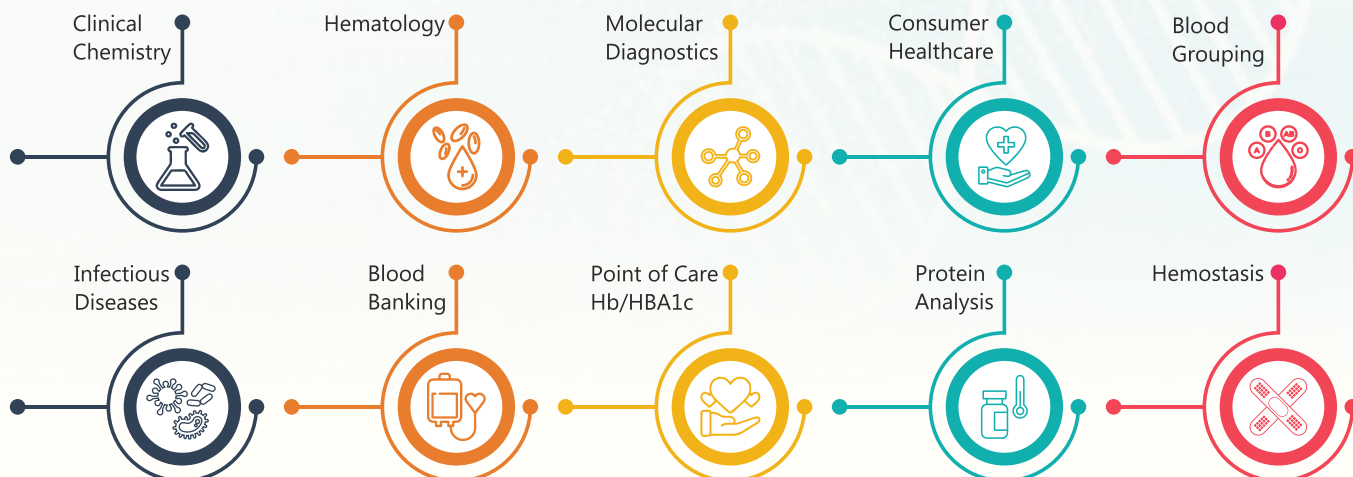 Clinical
Chemistry
Hematology
Molecular
Diagnostics
Consumer
Healthcare
Blood
Grouping
A
B
AB
O
Infectious
Diseases
Blood
Banking
Point of Care
Hb/HBA1c
Protein
Analysis
Hemostasis